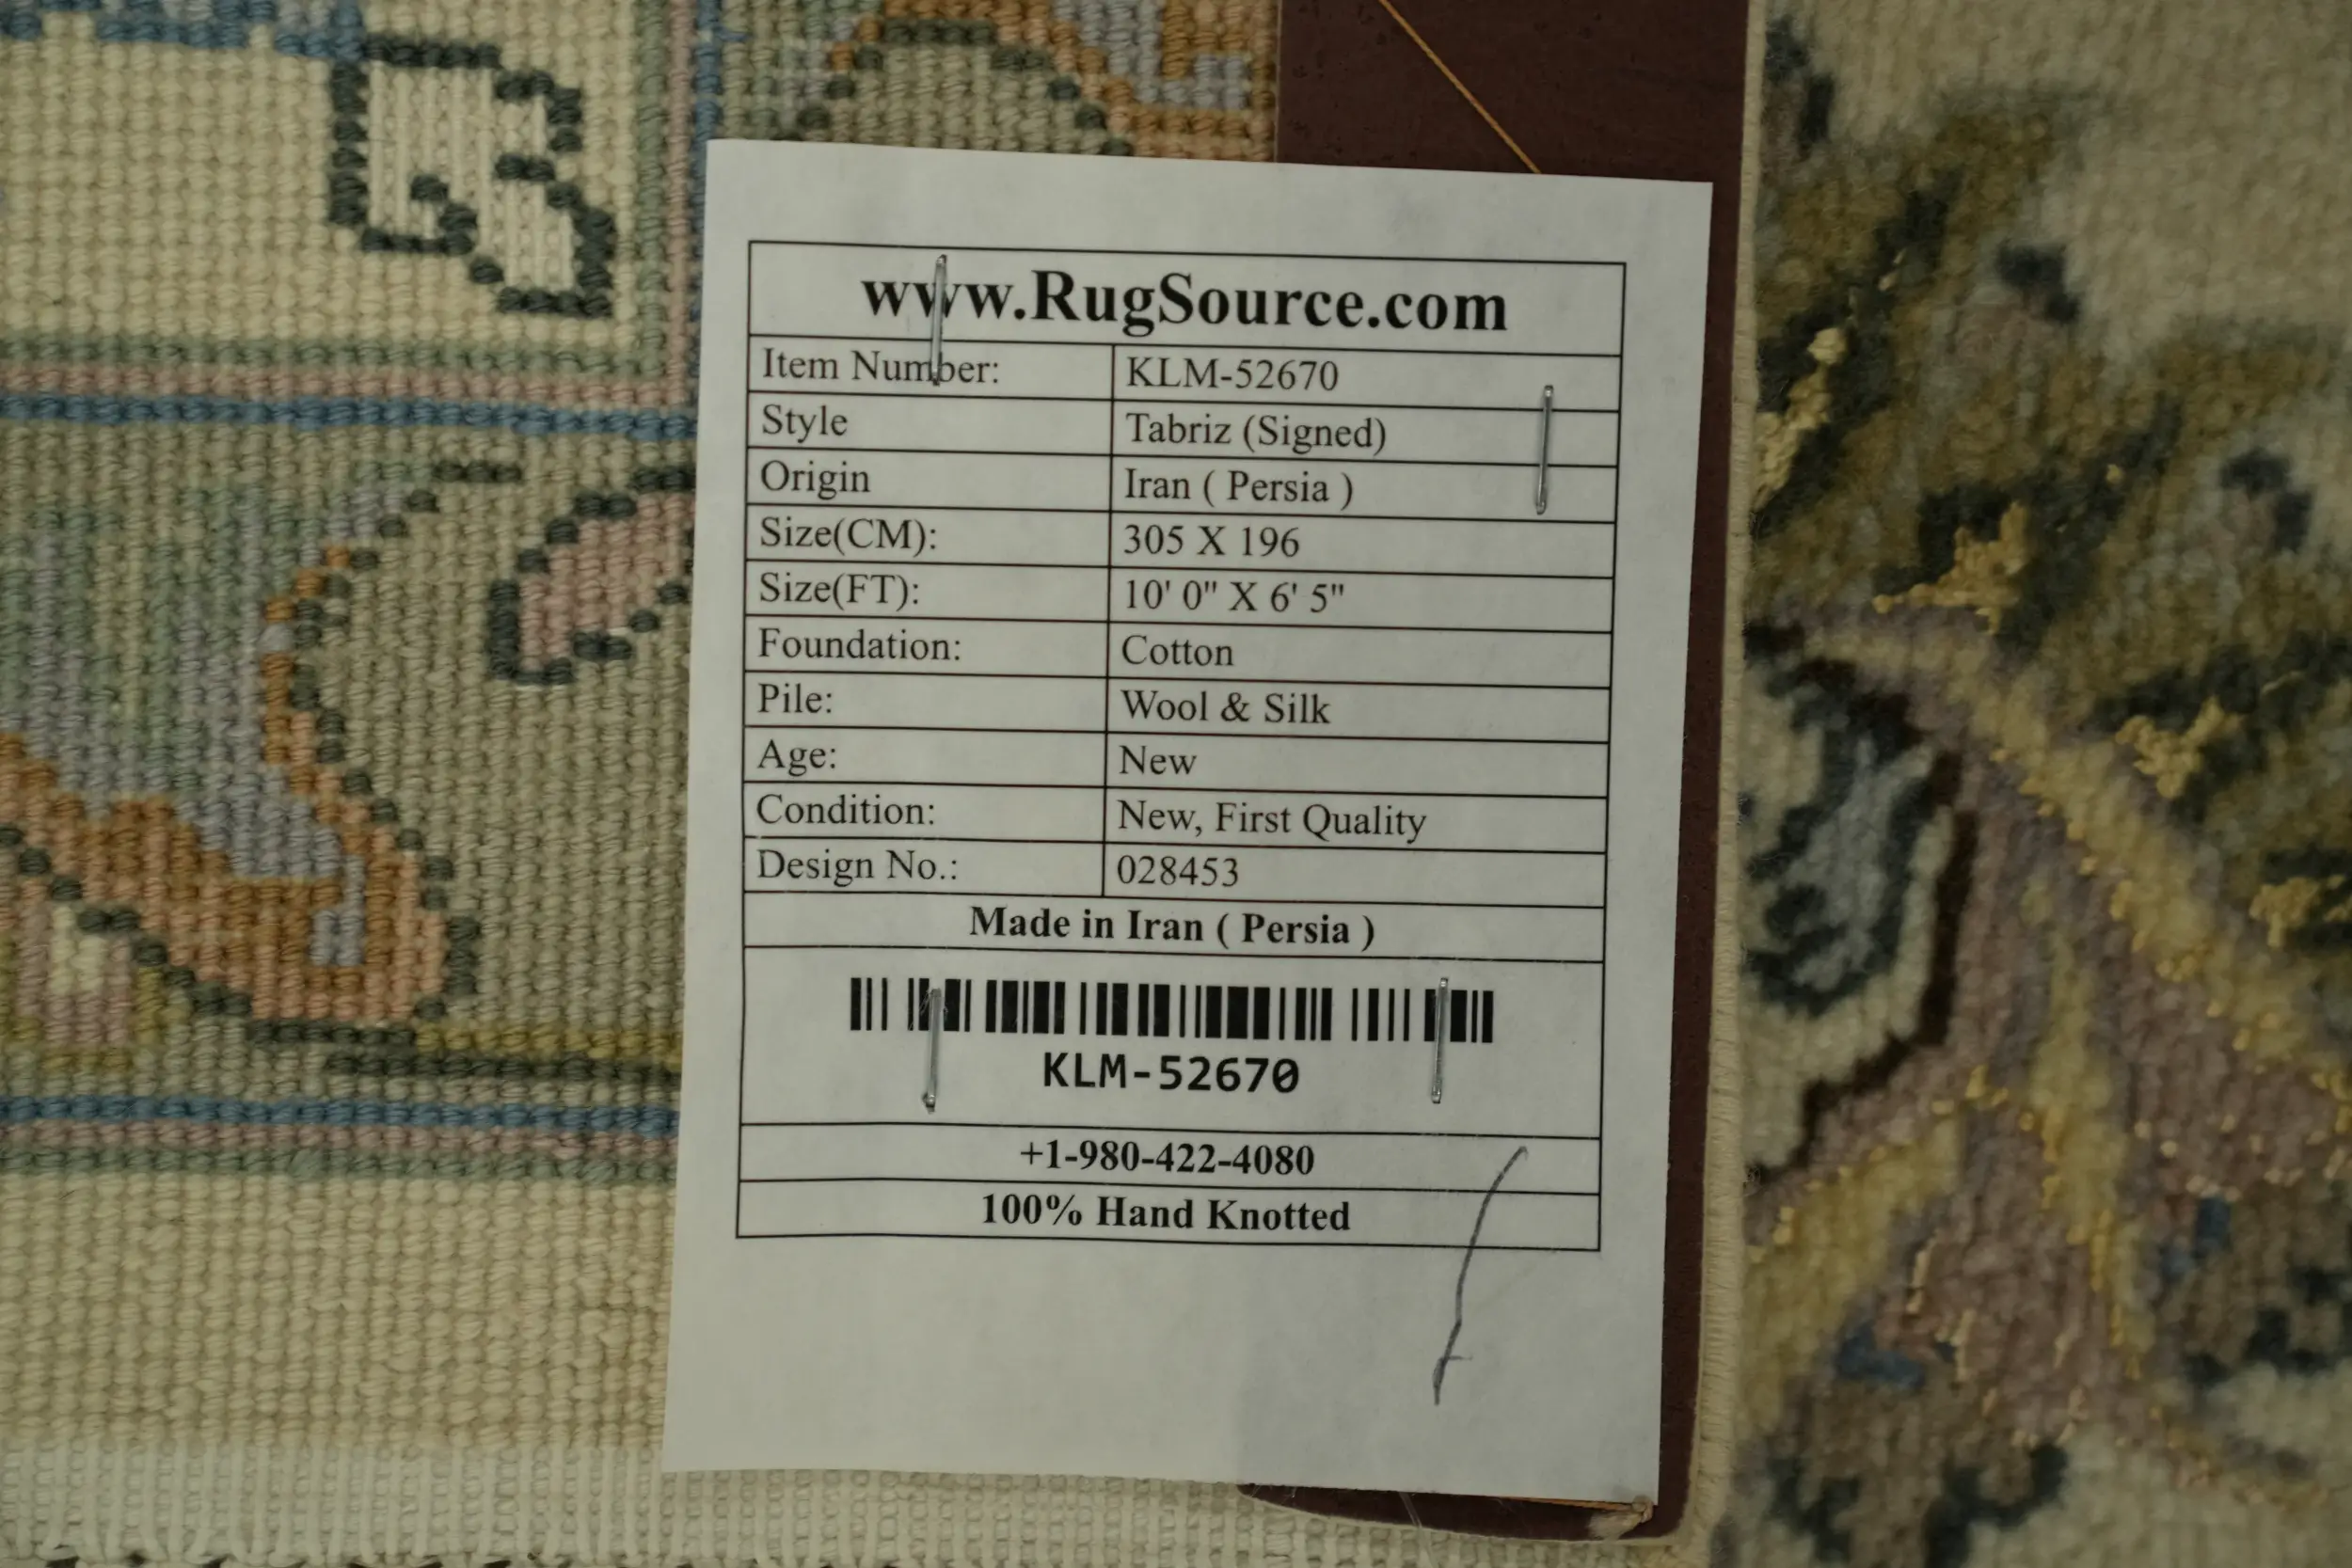 www.RugSource.com
Item Number: KLM-52670
Style Tabriz (Signed)
Origin Iran ( Persia )
Size(CM): 305 X 196
Size(FT): 10' 0" X 6' 5"
Foundation: Cotton
Pile: Wool & Silk
Age: New
Condition: New, First Quality
Design No.: 028453
Made in Iran ( Persia )
KLM-52670
+1-980-422-4080
100% Hand Knotted